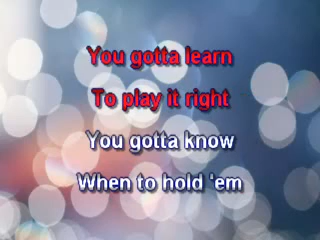 You gotta learn
To play it right
You gotta know
When to hold 'em